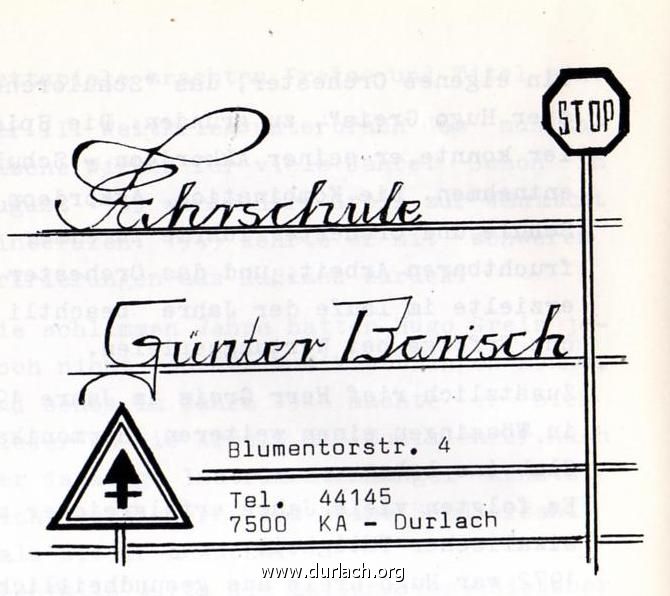 STOP
Fahrschule
Günter Barisch
Blumentorstr. 4
Tel. 44145
7500 KA - Durlach
www.durlach.org